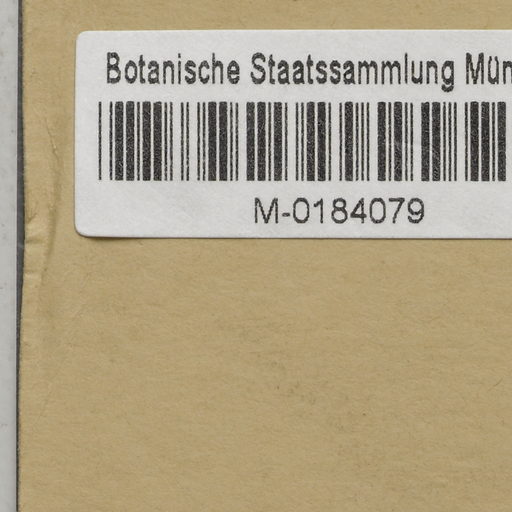 Botanische Staatssammlung Mün
M-0184079